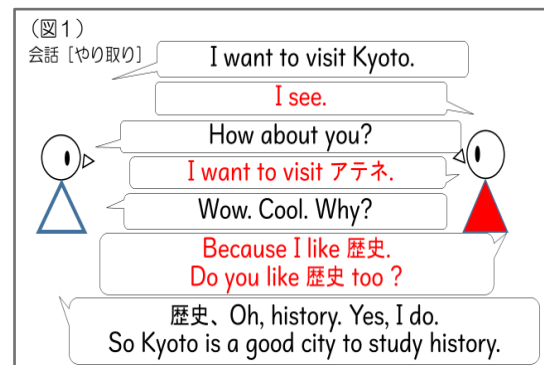 (図1)
会話[やり取り]
I want to visit Kyoto.
I see.
How about you?
I want to visit アテネ.
Wow. Cool. Why?
Because I like 歴史.
Do you like 歴史 too ?
歴史、Oh, history. Yes, I do.
So Kyoto is a good city to study history.